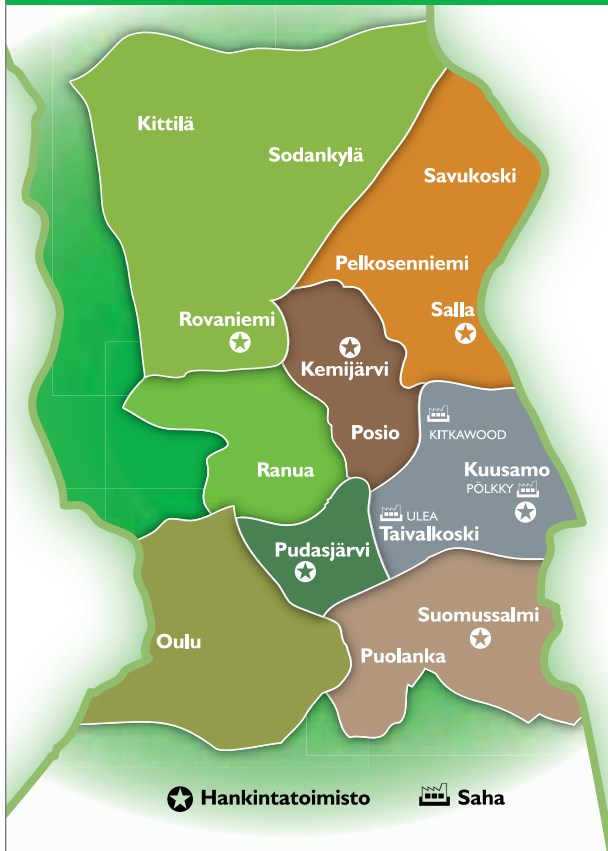 Kittilä
Sodankylä
Savukoski
Pelkosenniemi
Salla
Rovaniemi
Kemijärvi
Posio
KITKAWOOD
Ranua
Kuusamo
PÖLKKY
ULEA
Taivalkoski
Pudasjärvi
Suomussalmi
Oulu
Puolanka
Hankintatoimisto
Saha